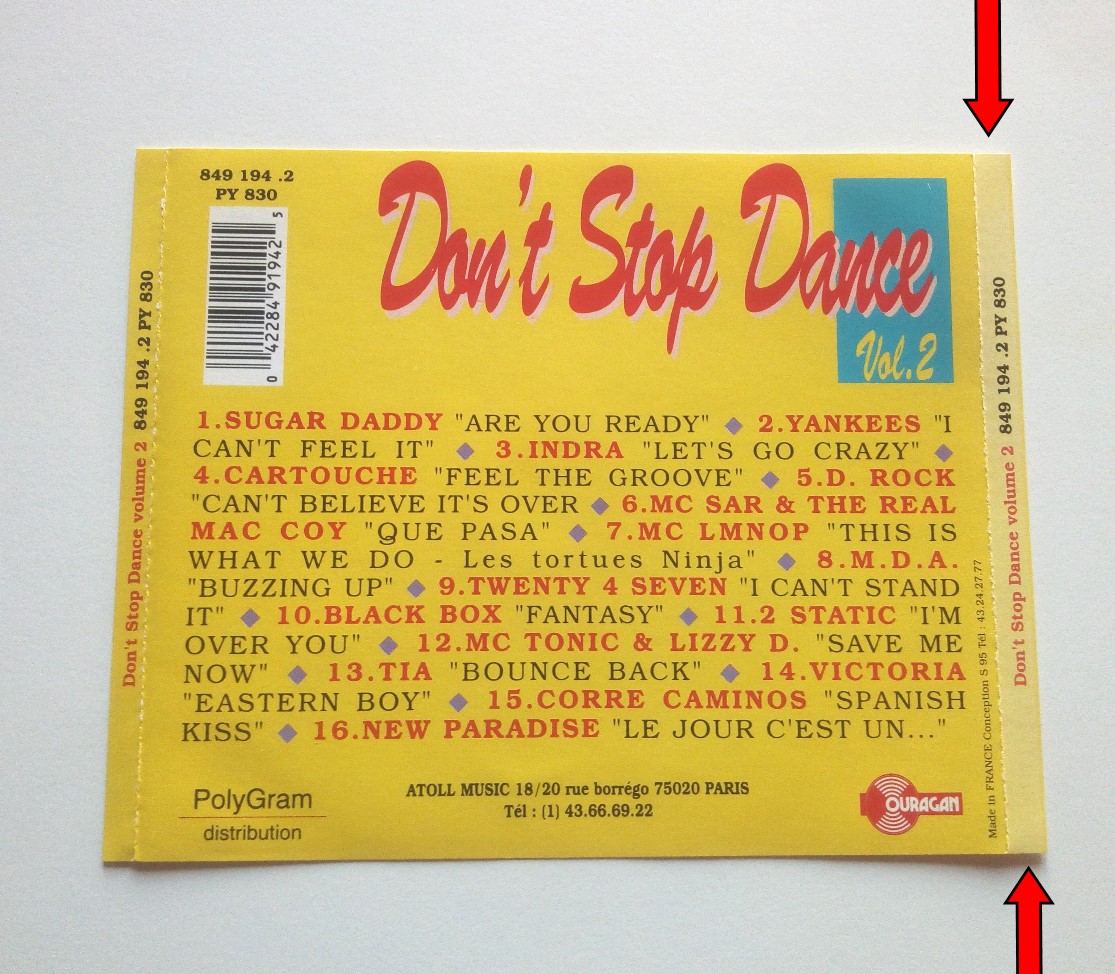 849 194 .2
PY 830
0 42284 91942 5
Don't Stop Dance
Vol.2
1.SUGAR DADDY "ARE YOU READY" ◆ 2.YANKEES "I
CAN'T FEEL IT" ◆ 3.INDRA "LET'S GO CRAZY" ◆
4.CARTOUCHE "FEEL THE GROOVE" ◆ 5.D. ROCK
"CAN'T BELIEVE IT'S OVER ◆ 6.MC SAR & THE REAL
MAC COY "QUE PASA" ◆ 7.MC LMNOP "THIS IS
WHAT WE DO - Les tortues Ninja" ◆ 8.M.D.A.
"BUZZING UP" ◆ 9.TWENTY 4 SEVEN "I CAN'T STAND
IT" ◆ 10.BLACK BOX "FANTASY" ◆ 11.2 STATIC "I'M
OVER YOU" ◆ 12.MC TONIC & LIZZY D. "SAVE ME
NOW" ◆ 13.TIA "BOUNCE BACK" ◆ 14.VICTORIA
"EASTERN BOY" ◆ 15.CORRE CAMINOS "SPANISH
KISS" ◆ 16.NEW PARADISE "LE JOUR C'EST UN..."
PolyGram
distribution
ATOLL MUSIC 18/20 rue borrégo 75020 PARIS
Tél : (1) 43.66.69.22
OURAGAN
Made in FRANCE Conception S 95 Tél : 43.24.27.77
Don't Stop Dance volume 2 849 194 .2 PY 830
Don't Stop Dance volume 2 849 194 .2 PY 830